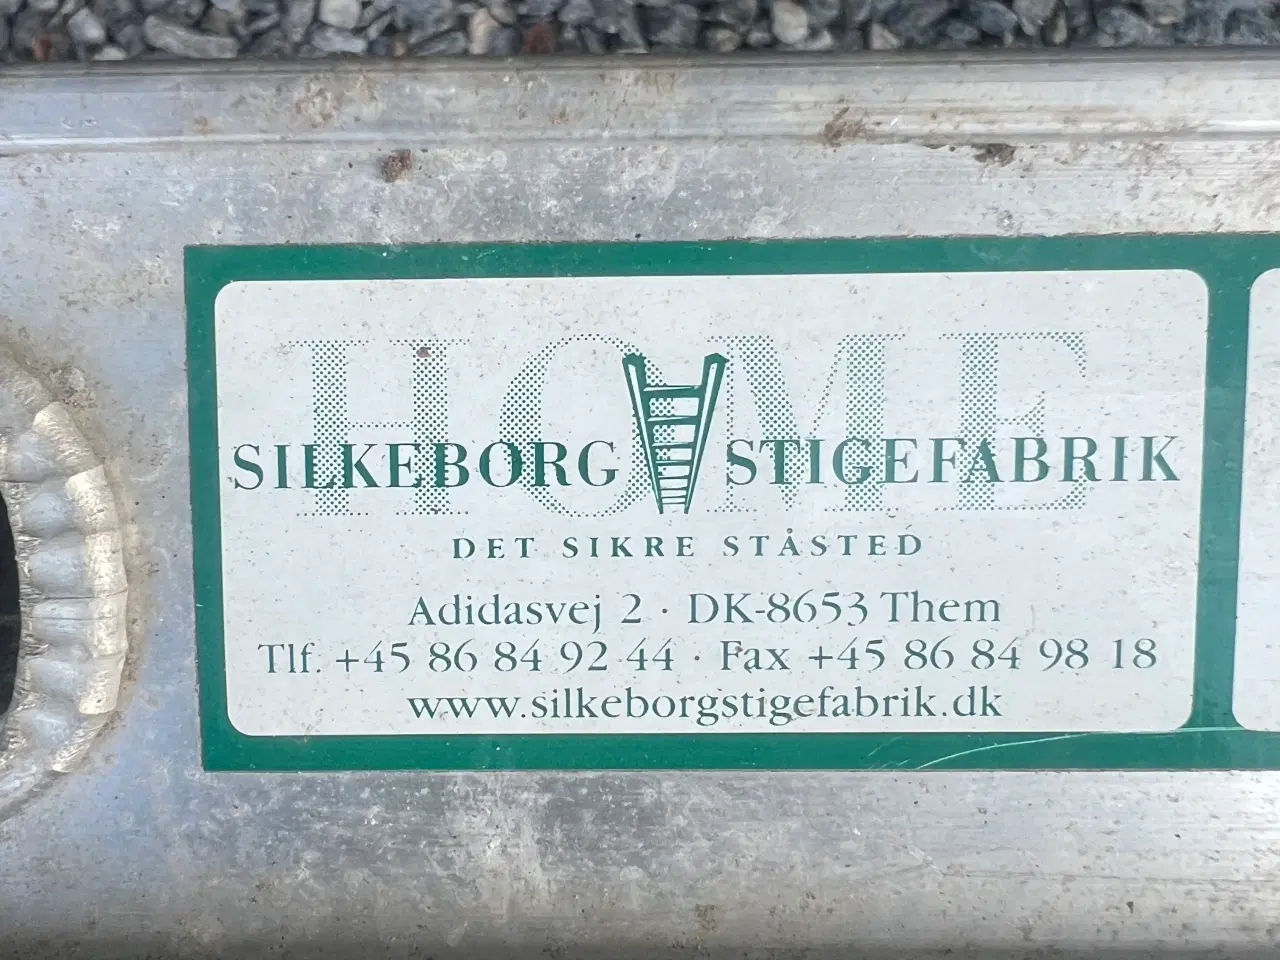 HOME
SILKEBORG STIGEFABRIK
DET SIKRE STÅSTED
Adidasvej 2 · DK-8653 Them
Tlf. +45 86 84 92 44 · Fax +45 86 84 98 18
www.silkeborgstigefabrik.dk